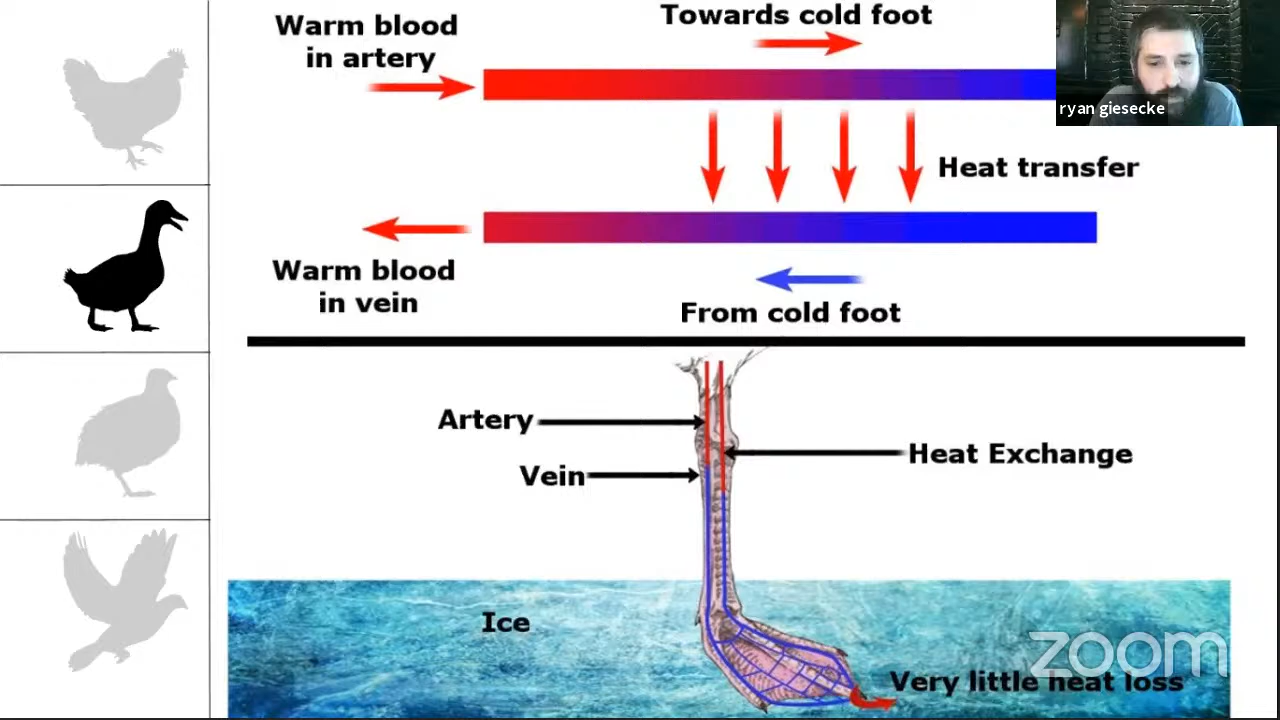 Warm blood
in artery
Towards cold foot
ryan giesecke
Heat transfer
Warm blood
in vein
From cold foot
Artery
Heat Exchange
Vein
Ice
zoom
Very little heat loss